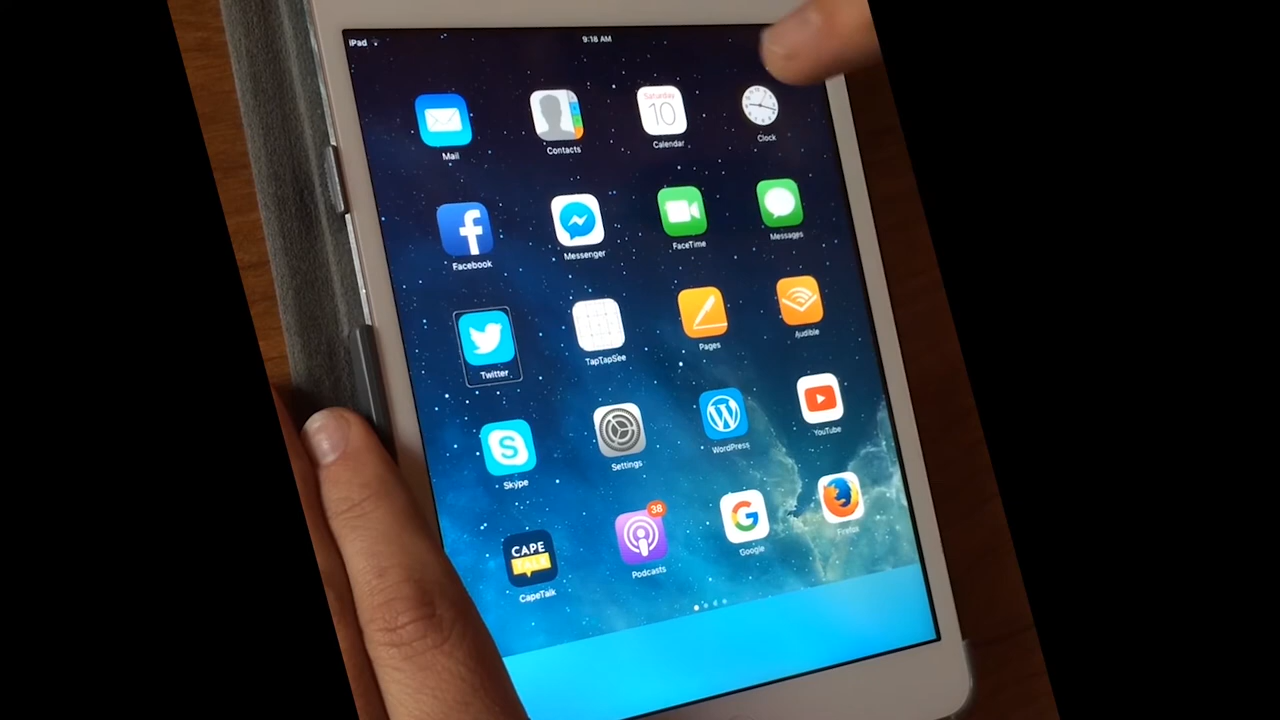 iPad
9:18 AM
Mail
Contacts
Saturday
10
Calendar
Clock
Facebook
Messenger
FaceTime
Messages
Twitter
TapTapSee
Pages
Audible
Skype
Settings
WordPress
YouTube
CAPE
TALK
CapeTalk
38
Podcasts
Google
Firefox